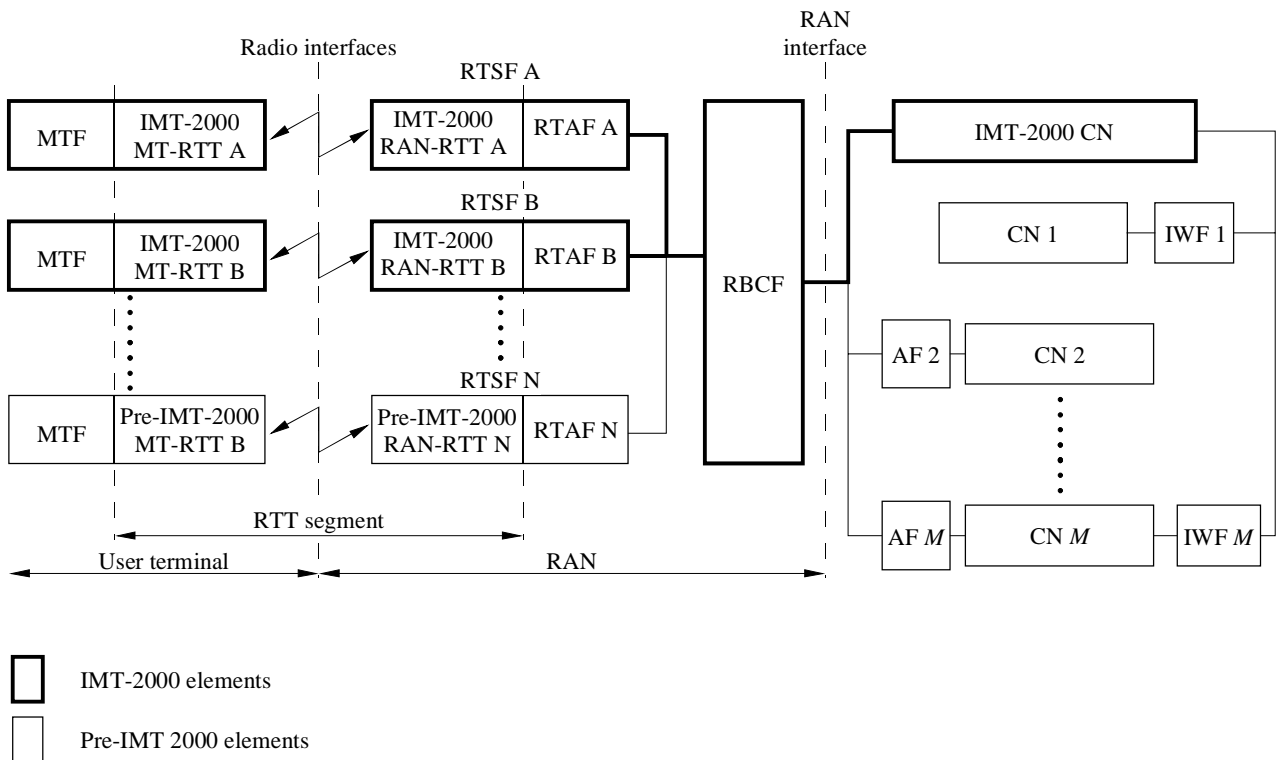 RAN
interface
Radio interfaces
RTSF A
MTF
IMT-2000
MT-RTT A
IMT-2000
RAN-RTT A
RTAF A
IMT-2000 CN
RTSF B
MTF
IMT-2000
MT-RTT B
IMT-2000
RAN-RTT B
RTAF B
RBCF
CN 1
IWF 1
AF 2
CN 2
RTSF N
MTF
Pre-IMT-2000
MT-RTT B
Pre-IMT-2000
RAN-RTT N
RTAF N
AF M
CN M
IWF M
RTT segment
User terminal
RAN
IMT-2000 elements
Pre-IMT 2000 elements